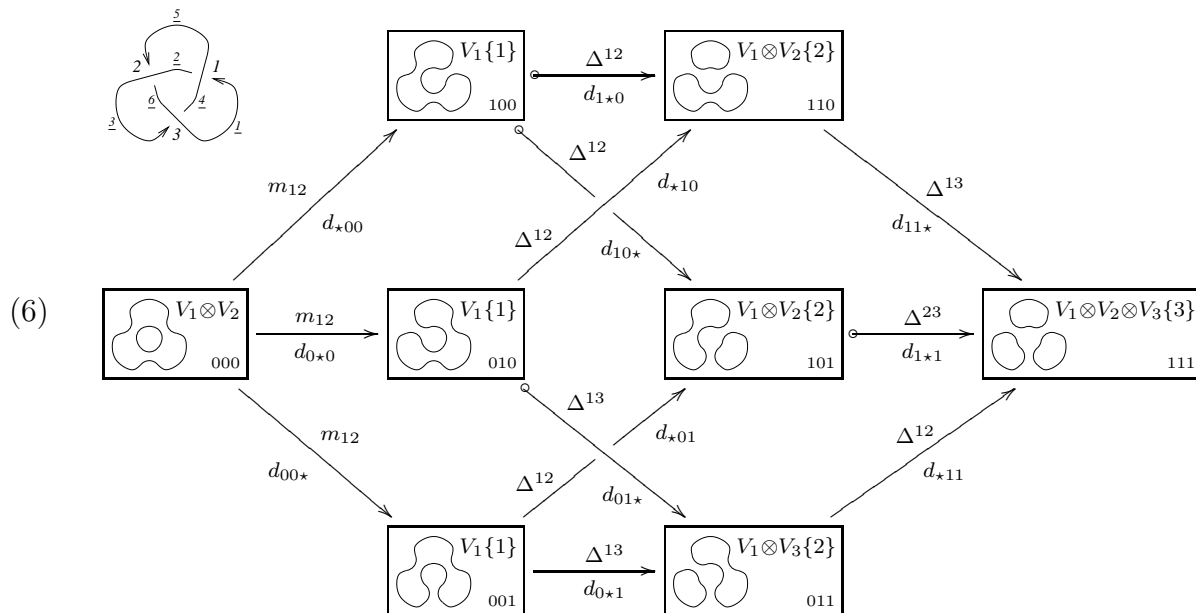 5
2
2
1
6
4
3
3
1
V₁{1}
100
Δ¹²
d₁⋆₀
V₁⊗V₂{2}
110
Δ¹²
m₁₂
d⋆₀₀
Δ¹²
d⋆₁₀
d₁₀⋆
Δ¹³
d₁₁⋆
(6)
V₁⊗V₂
000
m₁₂
d₀⋆₀
V₁{1}
010
V₁⊗V₂{2}
101
Δ²³
d₁⋆₁
V₁⊗V₂⊗V₃{3}
111
m₁₂
d₀₀⋆
Δ¹³
Δ¹²
d⋆₀₁
d₀₁⋆
Δ¹²
d⋆₁₁
V₁{1}
001
Δ¹³
d₀⋆₁
V₁⊗V₃{2}
011